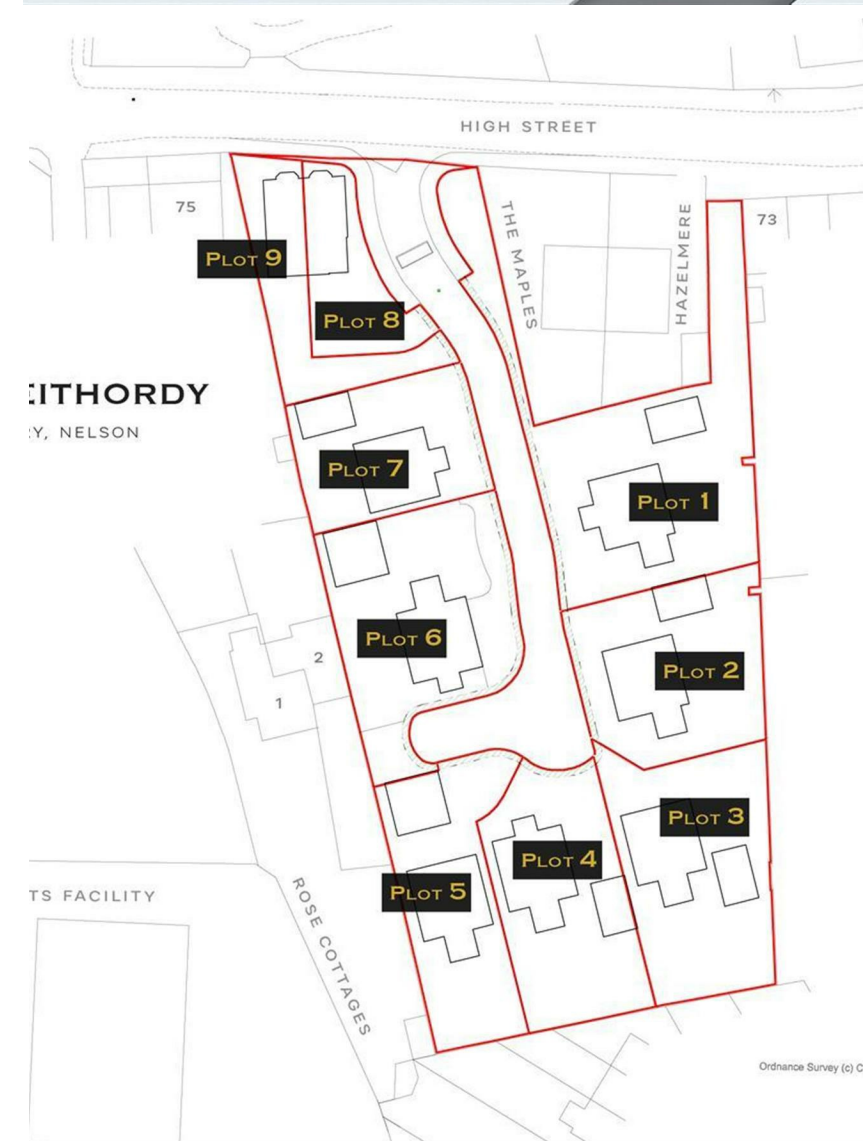 HIGH STREET
75
THE MAPLES
HAZELMERE
73
PLOT 9
PLOT 8
EITHORDY
Y, NELSON
PLOT 7
PLOT 1
PLOT 6
2
1
PLOT 2
PLOT 3
PLOT 4
PLOT 5
TS FACILITY
ROSE COTTAGES
Ordnance Survey (c) C